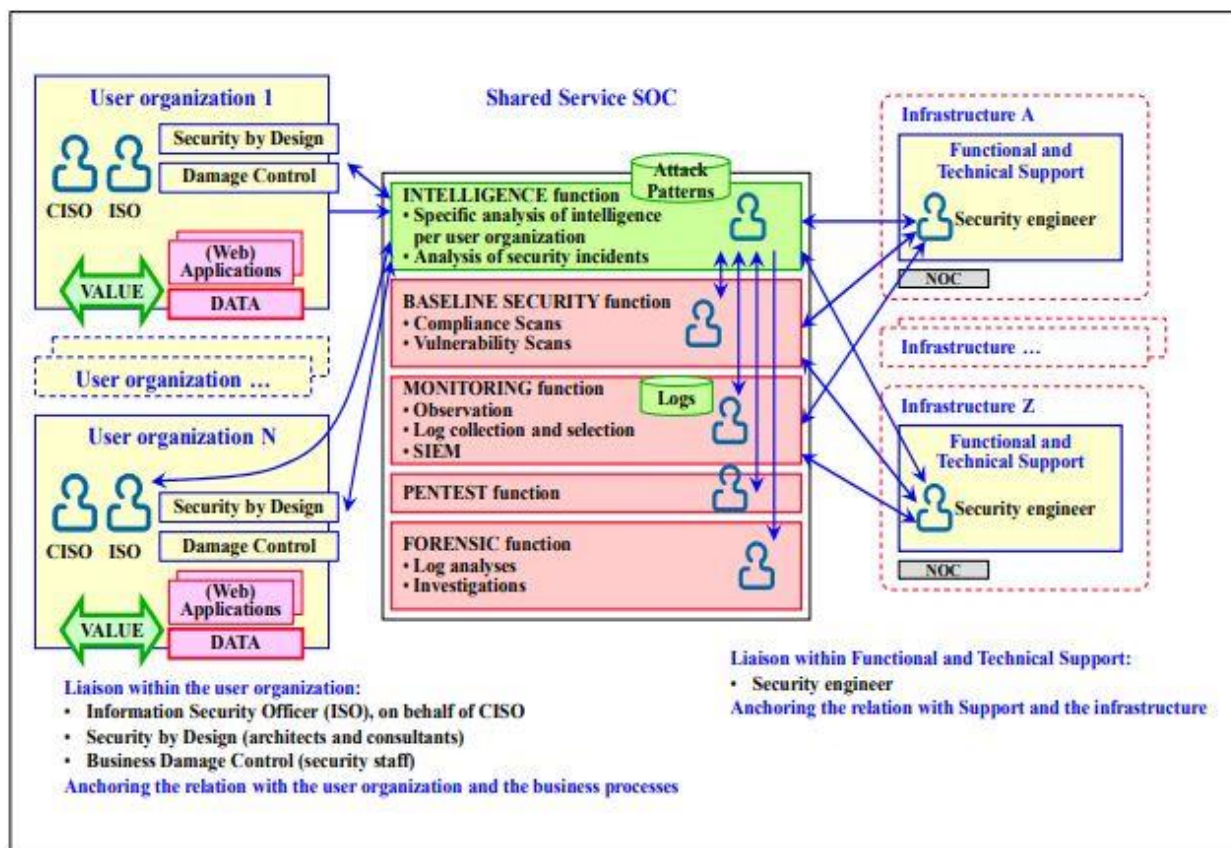 User organization 1
Security by Design
Damage Control
CISO ISO
(Web)
Applications
VALUE
DATA
User organization …
User organization N
Security by Design
CISO ISO
Damage Control
(Web)
Applications
VALUE
DATA
Shared Service SOC
Attack
Patterns
INTELLIGENCE function
• Specific analysis of intelligence
per user organization
• Analysis of security incidents
BASELINE SECURITY function
• Compliance Scans
• Vulnerability Scans
MONITORING function
Logs
• Observation
• Log collection and selection
• SIEM
PENTEST function
FORENSIC function
• Log analyses
• Investigations
Infrastructure A
Functional and
Technical Support
Security engineer
NOC
Infrastructure …
Infrastructure Z
Functional and
Technical Support
Security engineer
NOC
Liaison within the user organization:
• Information Security Officer (ISO), on behalf of CISO
• Security by Design (architects and consultants)
• Business Damage Control (security staff)
Anchoring the relation with the user organization and the business processes
Liaison within Functional and Technical Support:
• Security engineer
Anchoring the relation with Support and the infrastructure